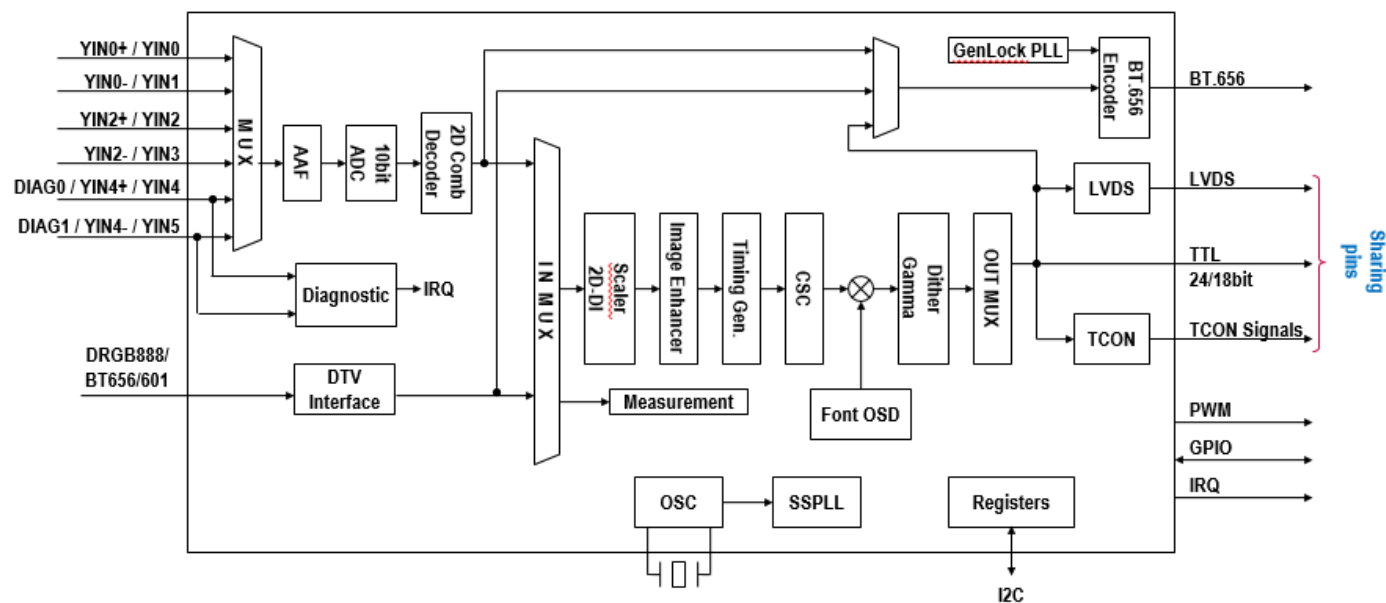 YIN0+ / YIN0
YIN0- / YIN1
YIN2+ / YIN2
YIN2- / YIN3
DIAG0 / YIN4+ / YIN4
DIAG1 / YIN4- / YIN5
MUX
AAF
10bit
ADC
2D Comb
Decoder
Diagnostic
IRQ
DRGB888/
BT656/601
DTV
Interface
IN MUX
Scaler
2D-DI
Image Enhancer
Timing Gen.
CSC
Dither
Gamma
OUT MUX
Measurement
Font OSD
GenLock PLL
BT.656
Encoder
BT.656
LVDS
LVDS
TTL
24/18bit
TCON
TCON Signals
Sharing
pins
PWM
GPIO
IRQ
OSC
SSPLL
Registers
I2C